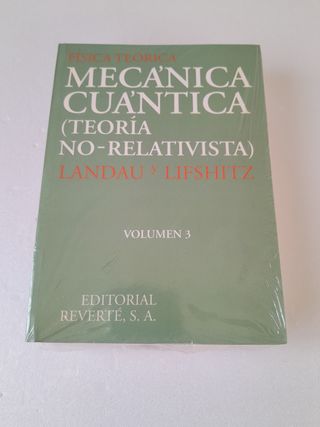 FÍSICA TEÓRICA
MECÁNICA
CUÁNTICA
(TEORÍA
NO-RELATIVISTA)
LANDAU y LIFSHITZ
VOLUMEN 3
EDITORIAL
REVERTÉ, S. A.